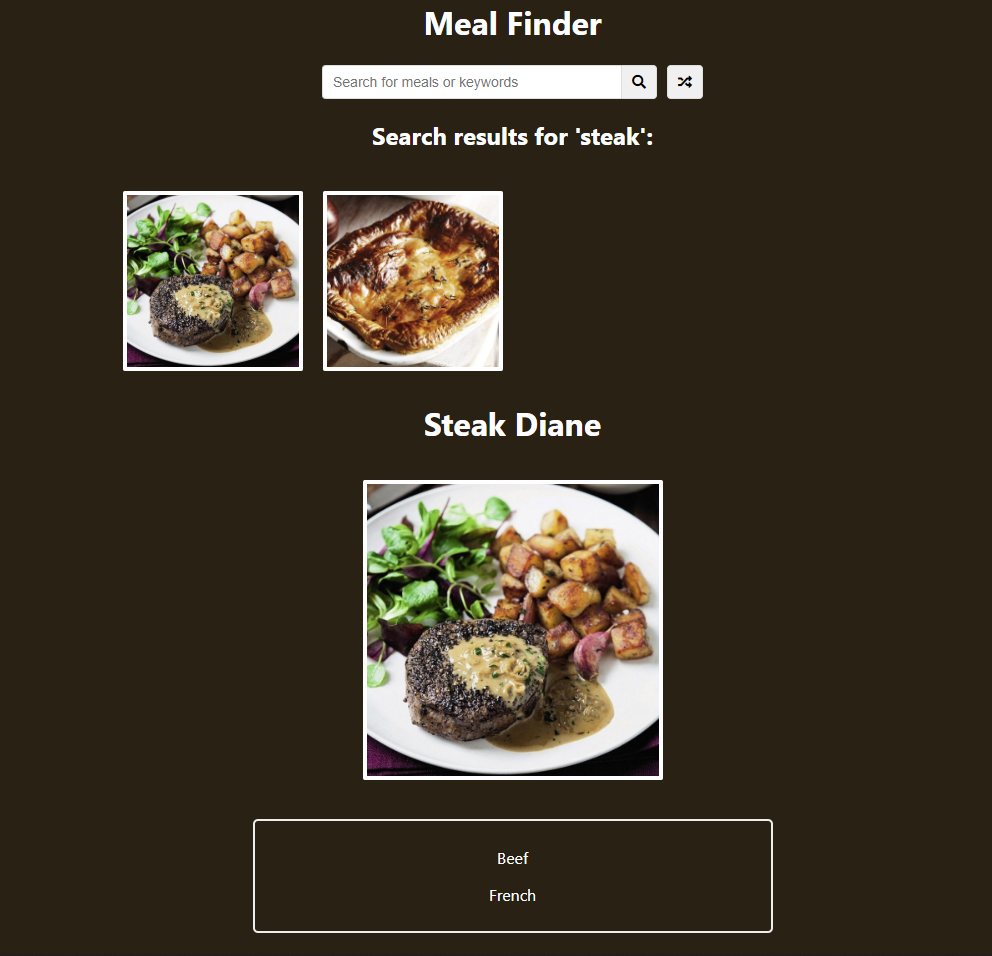 Meal Finder
Search for meals or keywords
Search results for 'steak':
Steak Diane
Beef
French